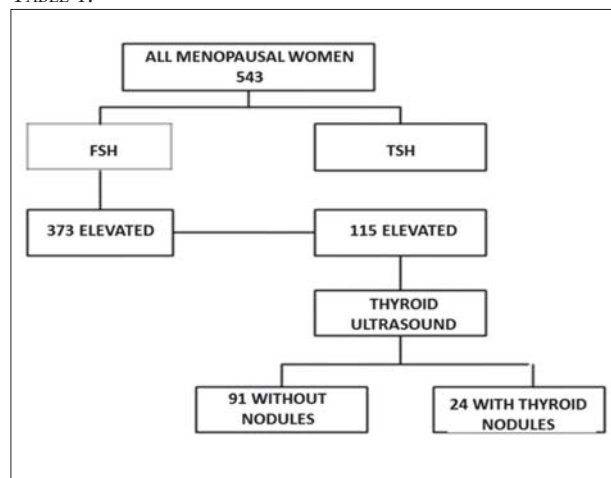 TABLE 1.
ALL MENOPAUSAL WOMEN
543
FSH
TSH
373 ELEVATED
115 ELEVATED
THYROID
ULTRASOUND
91 WITHOUT
NODULES
24 WITH THYROID
NODULES